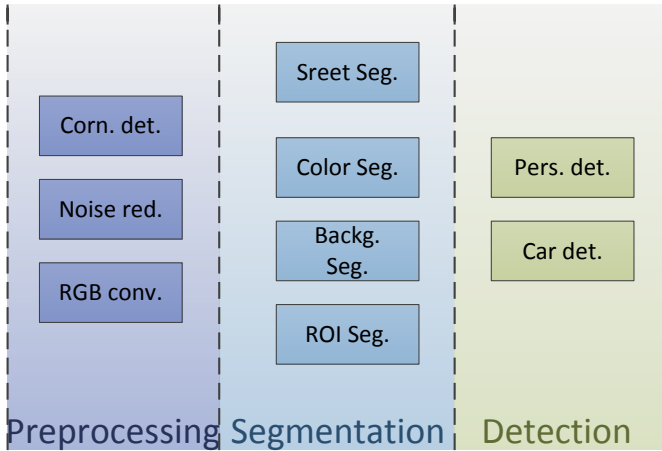 Corn. det.
Noise red.
RGB conv.
Preprocessing
Sreet Seg.
Color Seg.
Backg.
Seg.
ROI Seg.
Segmentation
Pers. det.
Car det.
Detection